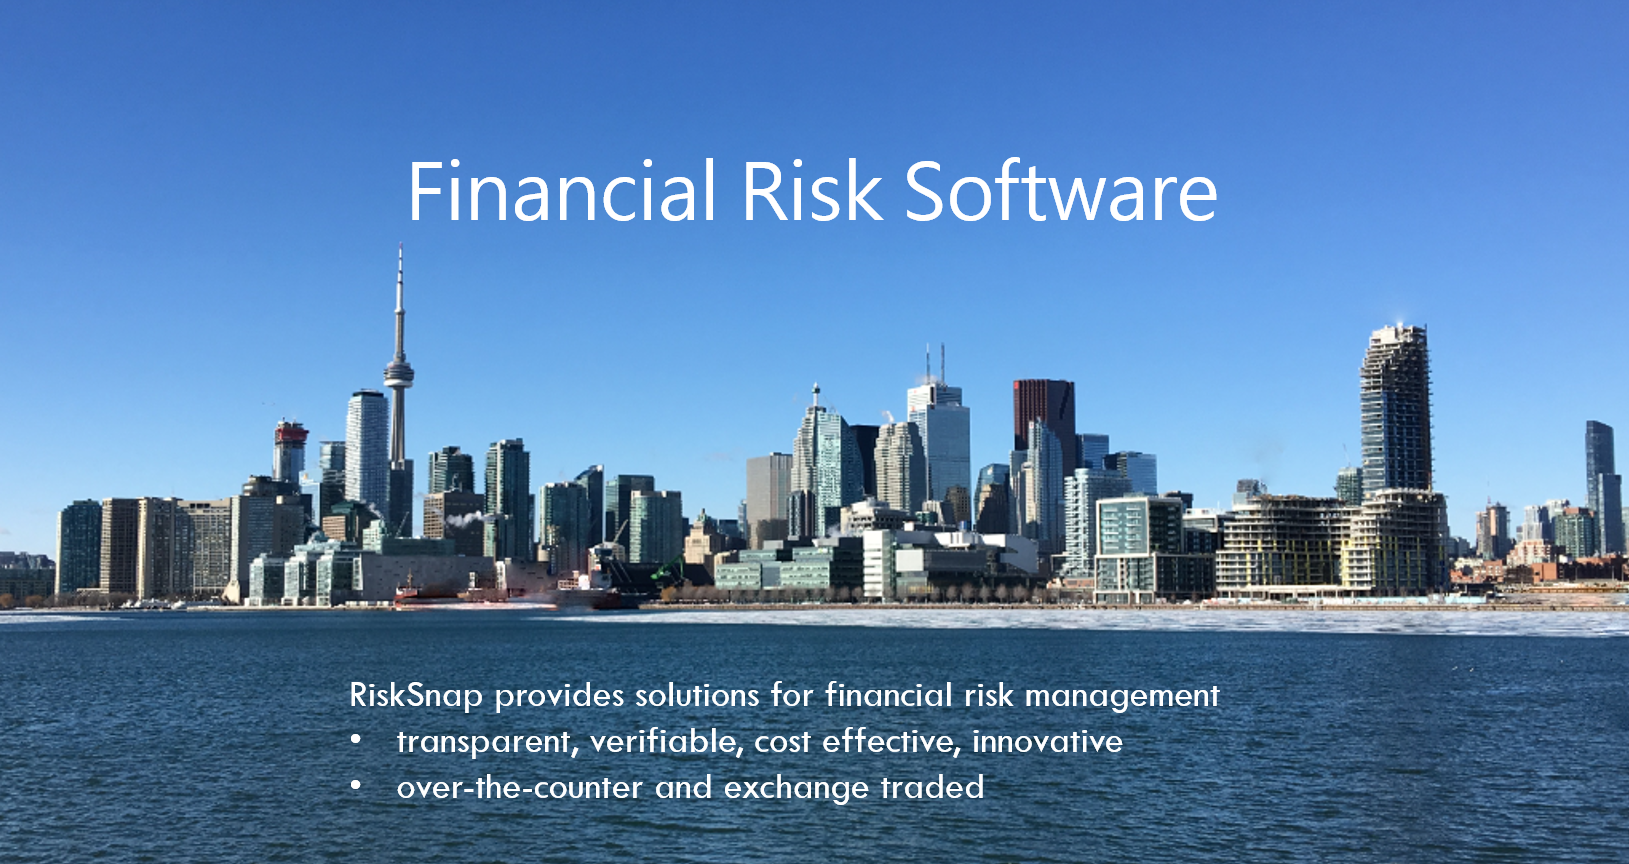 Financial Risk Software
RiskSnap provides solutions for financial risk management
• transparent, verifiable, cost effective, innovative
• over-the-counter and exchange traded